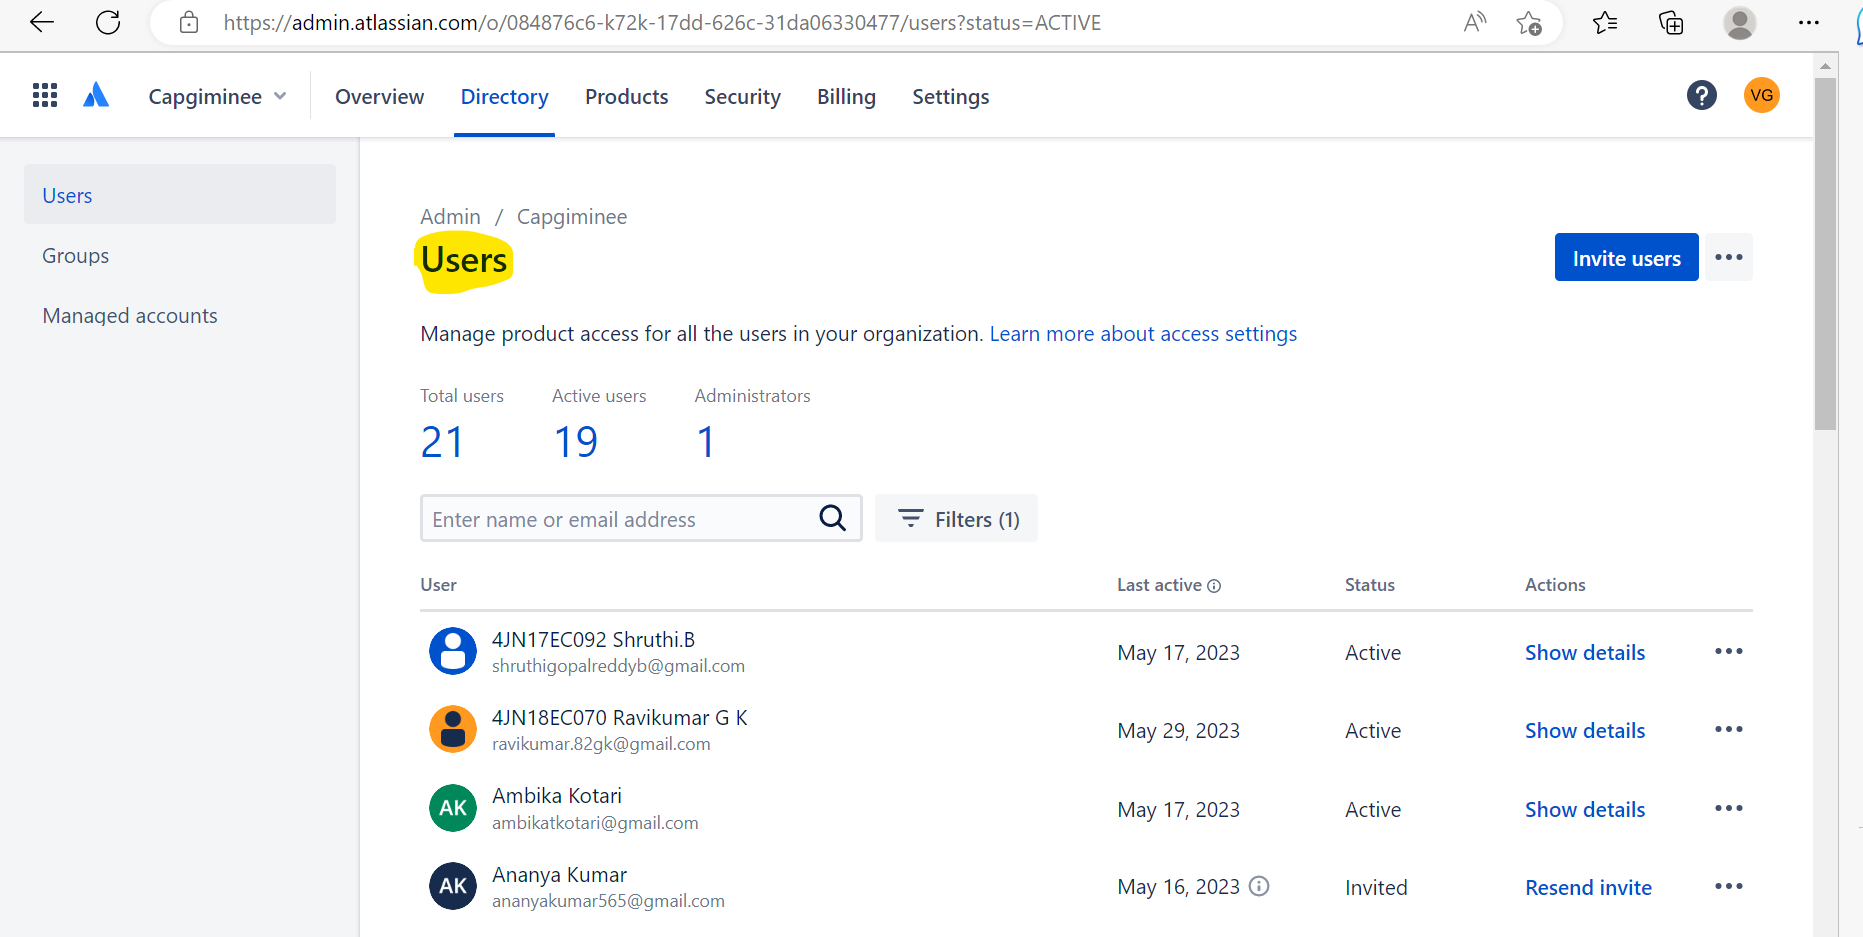 https://admin.atlassian.com/o/084876c6-k72k-17dd-626c-31da06330477/users?status=ACTIVE
Capgiminee Overview Directory Products Security Billing Settings ? VG
Users
Groups
Managed accounts
Admin / Capgiminee
Users
Invite users
Manage product access for all the users in your organization. Learn more about access settings
Total users Active users Administrators
21 19 1
Enter name or email address Filters (1)
User Last active Status Actions
4JN17EC092 Shruthi.B
shruthigopalreddyb@gmail.com
May 17, 2023 Active Show details
4JN18EC070 Ravikumar G K
ravikumar.82gk@gmail.com
May 29, 2023 Active Show details
AK Ambika Kotari
ambikatkotari@gmail.com
May 17, 2023 Active Show details
AK Ananya Kumar
ananyakumar565@gmail.com
May 16, 2023 Invited Resend invite